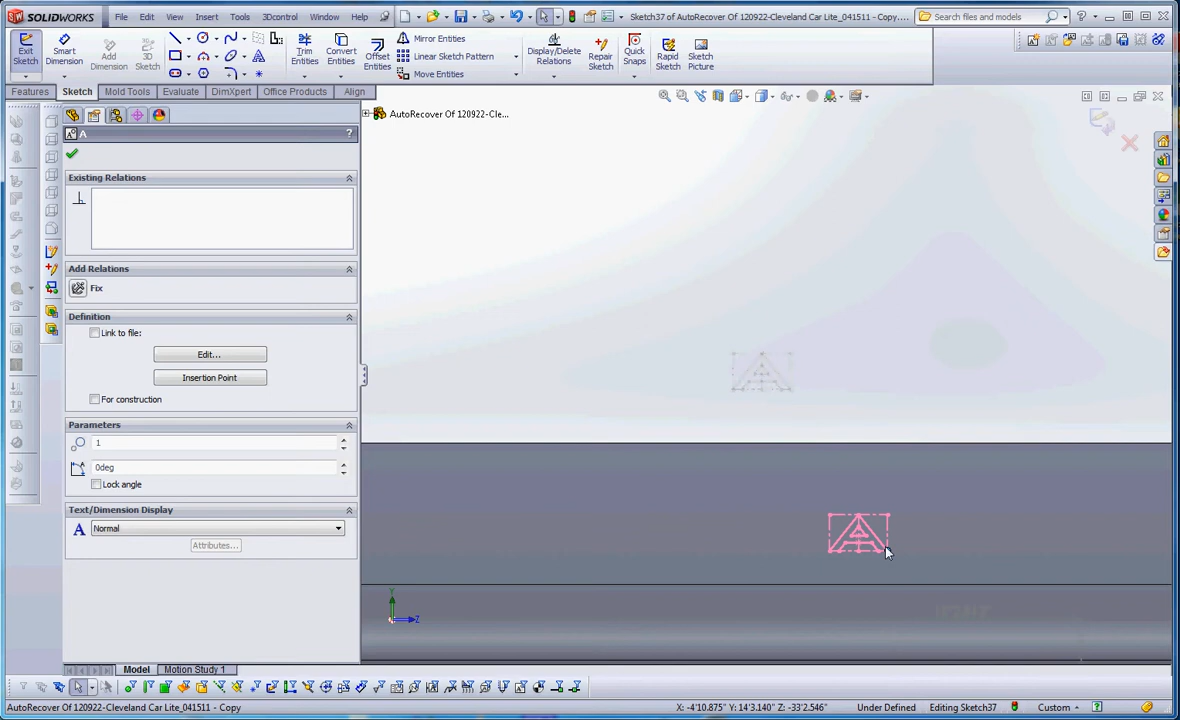 SOLIDWORKS File Edit View Insert Tools 3Dcontrol Window Help Sketch37 of AutoRecover Of 120922-Cleveland Car Lite_041511 - Copy.... Search files and models
Exit Sketch Smart Dimension Add Dimension 3D Sketch Trim Entities Convert Entities Offset Entities Mirror Entities Linear Sketch Pattern Move Entities Display/Delete Relations Repair Sketch Quick Snaps Rapid Sketch Sketch Picture
Features Sketch Mold Tools Evaluate DimXpert Office Products Align
AutoRecover Of 120922-Cle...
A ?
Existing Relations
Add Relations
Fix
Definition
Link to file:
Edit...
Insertion Point
For construction
Parameters
1
0deg
Lock angle
Text/Dimension Display
Normal
Attributes...
A
A
Y
Z
Model Motion Study 1
AutoRecover Of 120922-Cleveland Car Lite_041511 - Copy X: -4'10.875" Y: 14'3.140" Z: -33'2.546" Under Defined Editing Sketch37 Custom ?